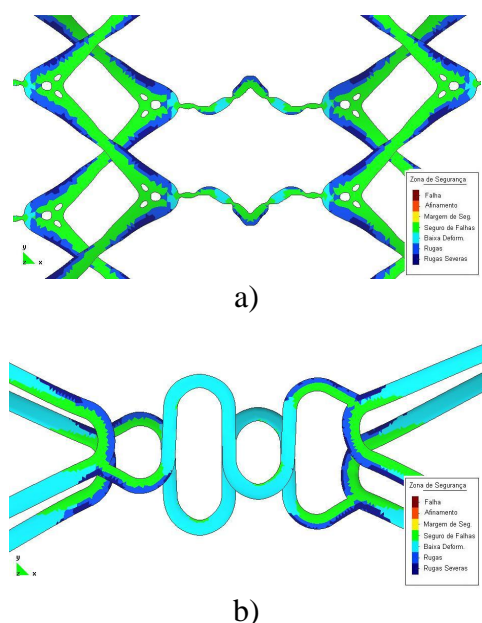 Zona de Segurança
Falha
Afinamento
Margem de Seg.
Seguro de Falhas
Baixa Deform.
Rugas
Rugas Severas
y
z x
a)
Zona de Segurança
Falha
Afinamento
Margem de Seg.
Seguro de Falhas
Baixa Deform.
Rugas
Rugas Severas
y
z x
b)